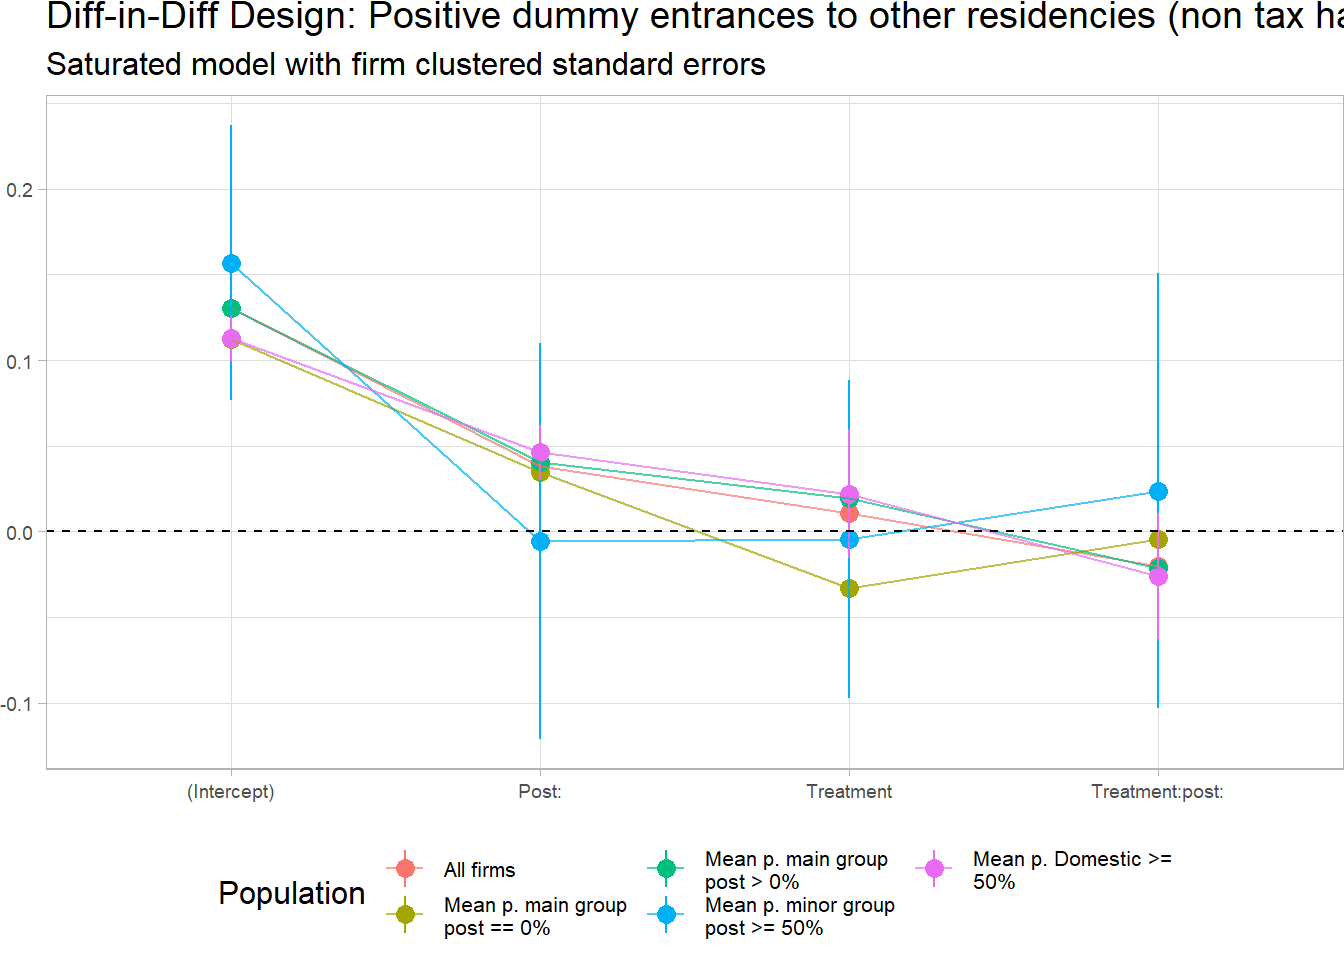 Diff-in-Diff Design: Positive dummy entrances to other residencies (non tax ha
Saturated model with firm clustered standard errors
0.2
0.1
0.0
-0.1
(Intercept)
Post:
Treatment
Treatment:post:
Population
All firms
Mean p. main group
post == 0%
Mean p. main group
post > 0%
Mean p. minor group
post >= 50%
Mean p. Domestic >=
50%